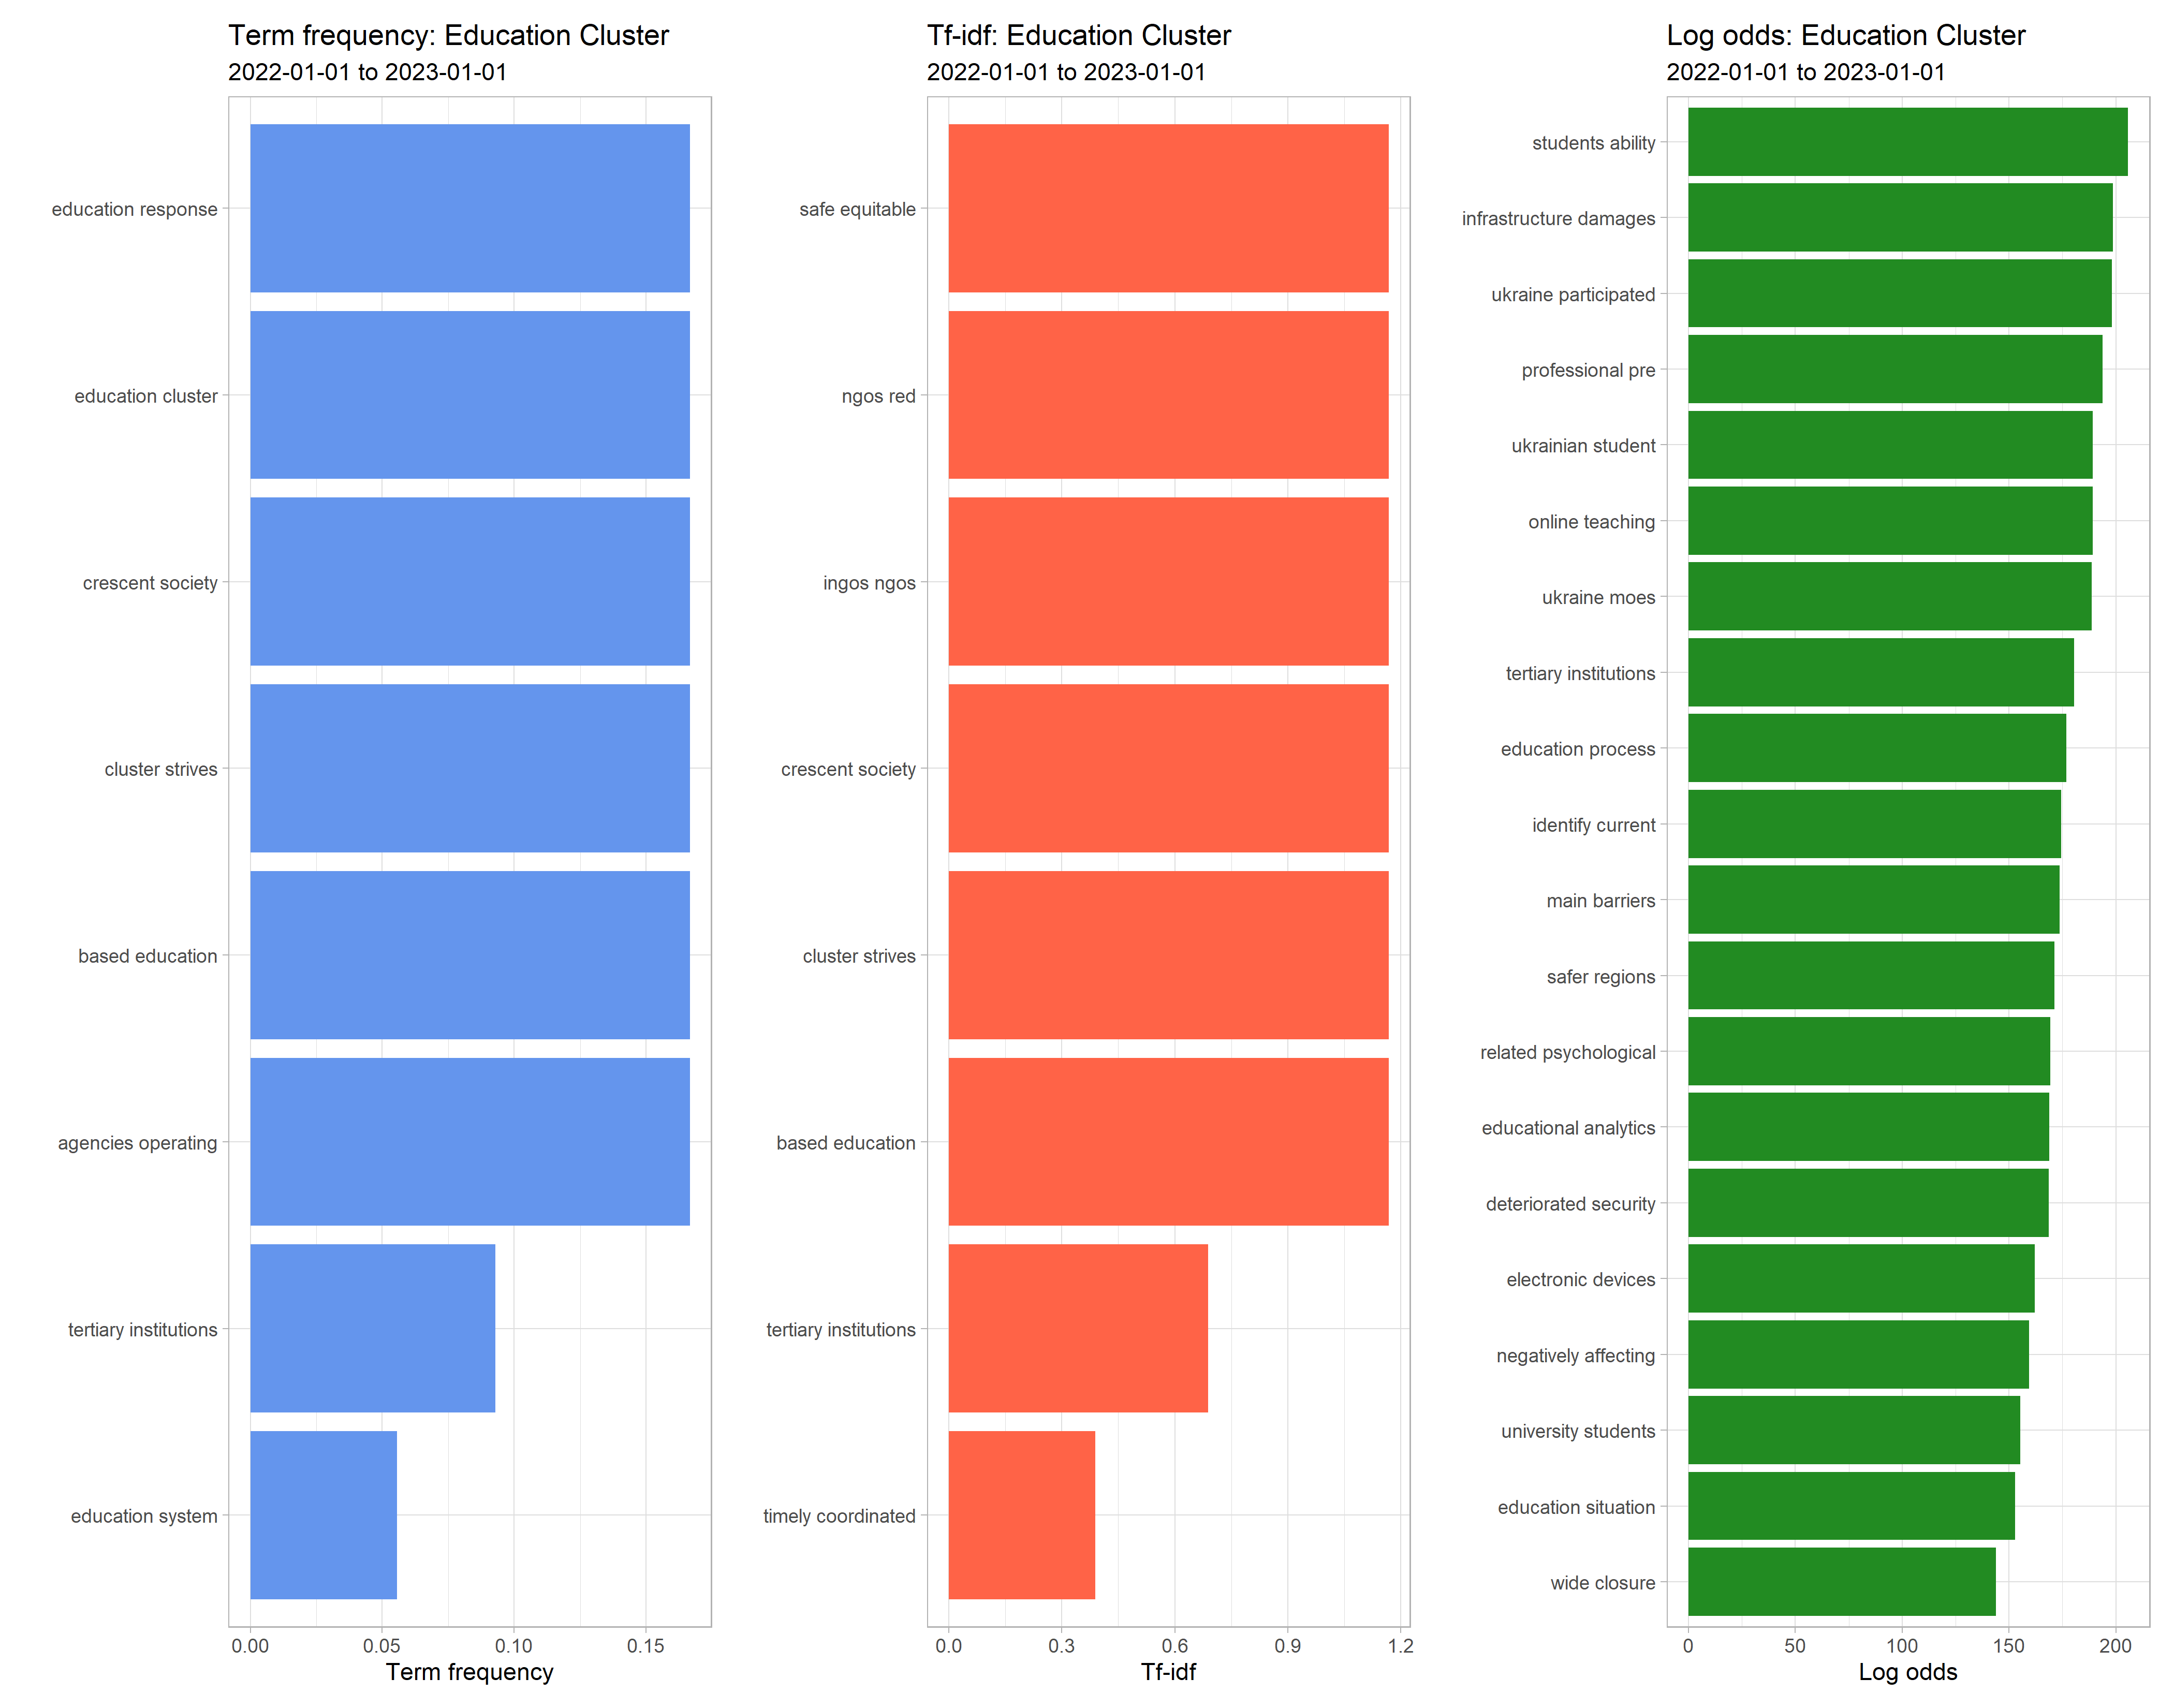 Term frequency: Education Cluster
2022-01-01 to 2023-01-01
education response
education cluster
crescent society
cluster strives
based education
agencies operating
tertiary institutions
education system
0.00 0.05 0.10 0.15
Term frequency
Tf-idf: Education Cluster
2022-01-01 to 2023-01-01
safe equitable
ngos red
ingos ngos
crescent society
cluster strives
based education
tertiary institutions
timely coordinated
0.0 0.3 0.6 0.9 1.2
Tf-idf
Log odds: Education Cluster
2022-01-01 to 2023-01-01
students ability
infrastructure damages
ukraine participated
professional pre
ukrainian student
online teaching
ukraine moes
tertiary institutions
education process
identify current
main barriers
safer regions
related psychological
educational analytics
deteriorated security
electronic devices
negatively affecting
university students
education situation
wide closure
0 50 100 150 200
Log odds